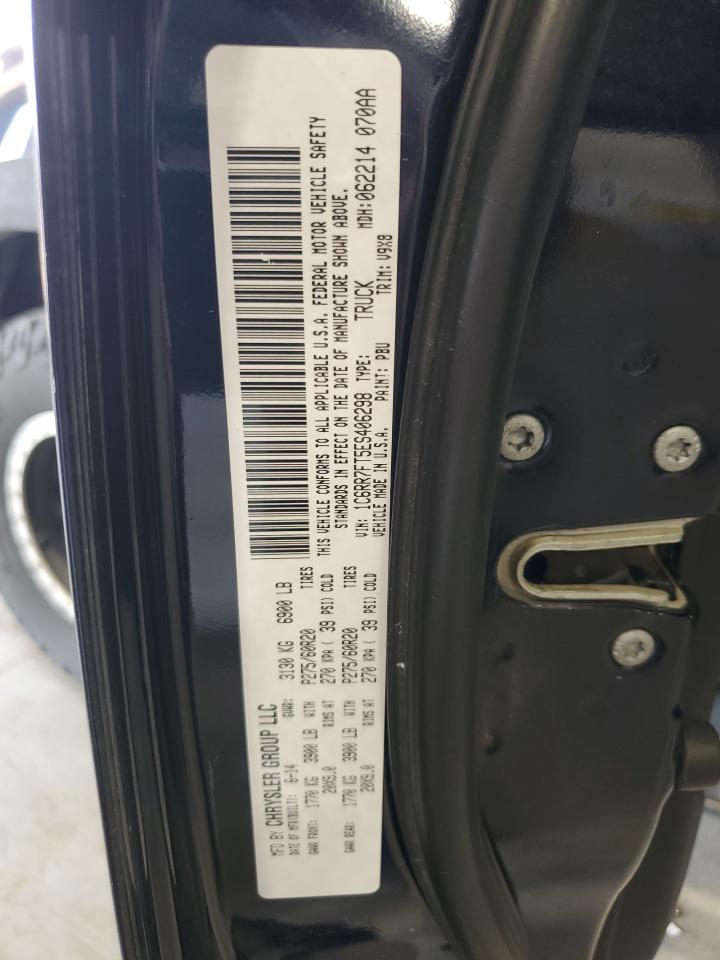 MFD BY CHRYSLER GROUP LLC
DATE OF MFR(BUILT): 6-14 GVWR: 3130 KG 6900 LB
GAWR FRONT: 1770 KG 3900 LB WITH P275/60R20 TIRES
20X9.0 RIMS AT 270 KPA ( 39 PSI) COLD
GAWR REAR: 1770 KG 3900 LB WITH P275/60R20 TIRES
20X9.0 RIMS AT 270 KPA ( 39 PSI) COLD
THIS VEHICLE CONFORMS TO ALL APPLICABLE U.S.A. FEDERAL MOTOR VEHICLE SAFETY
STANDARDS IN EFFECT ON THE DATE OF MANUFACTURE SHOWN ABOVE.
VIN: 1C6RR7FT5ES406298 TYPE: TRUCK MDH: 062214 070AA
VEHICLE MADE IN U.S.A. PAINT: PBU TRIM: V9X8